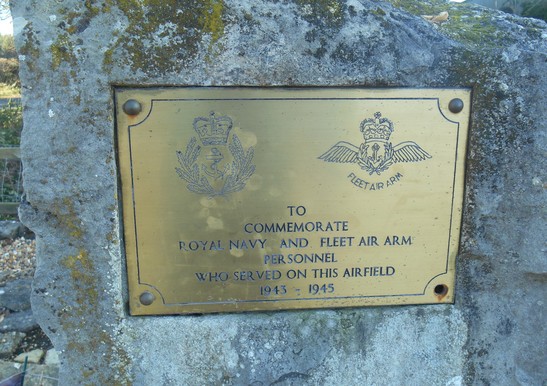 FLEET AIR ARM
TO
COMMEMORATE
ROYAL NAVY AND FLEET AIR ARM
PERSONNEL
WHO SERVED ON THIS AIRFIELD
1943 - 1945